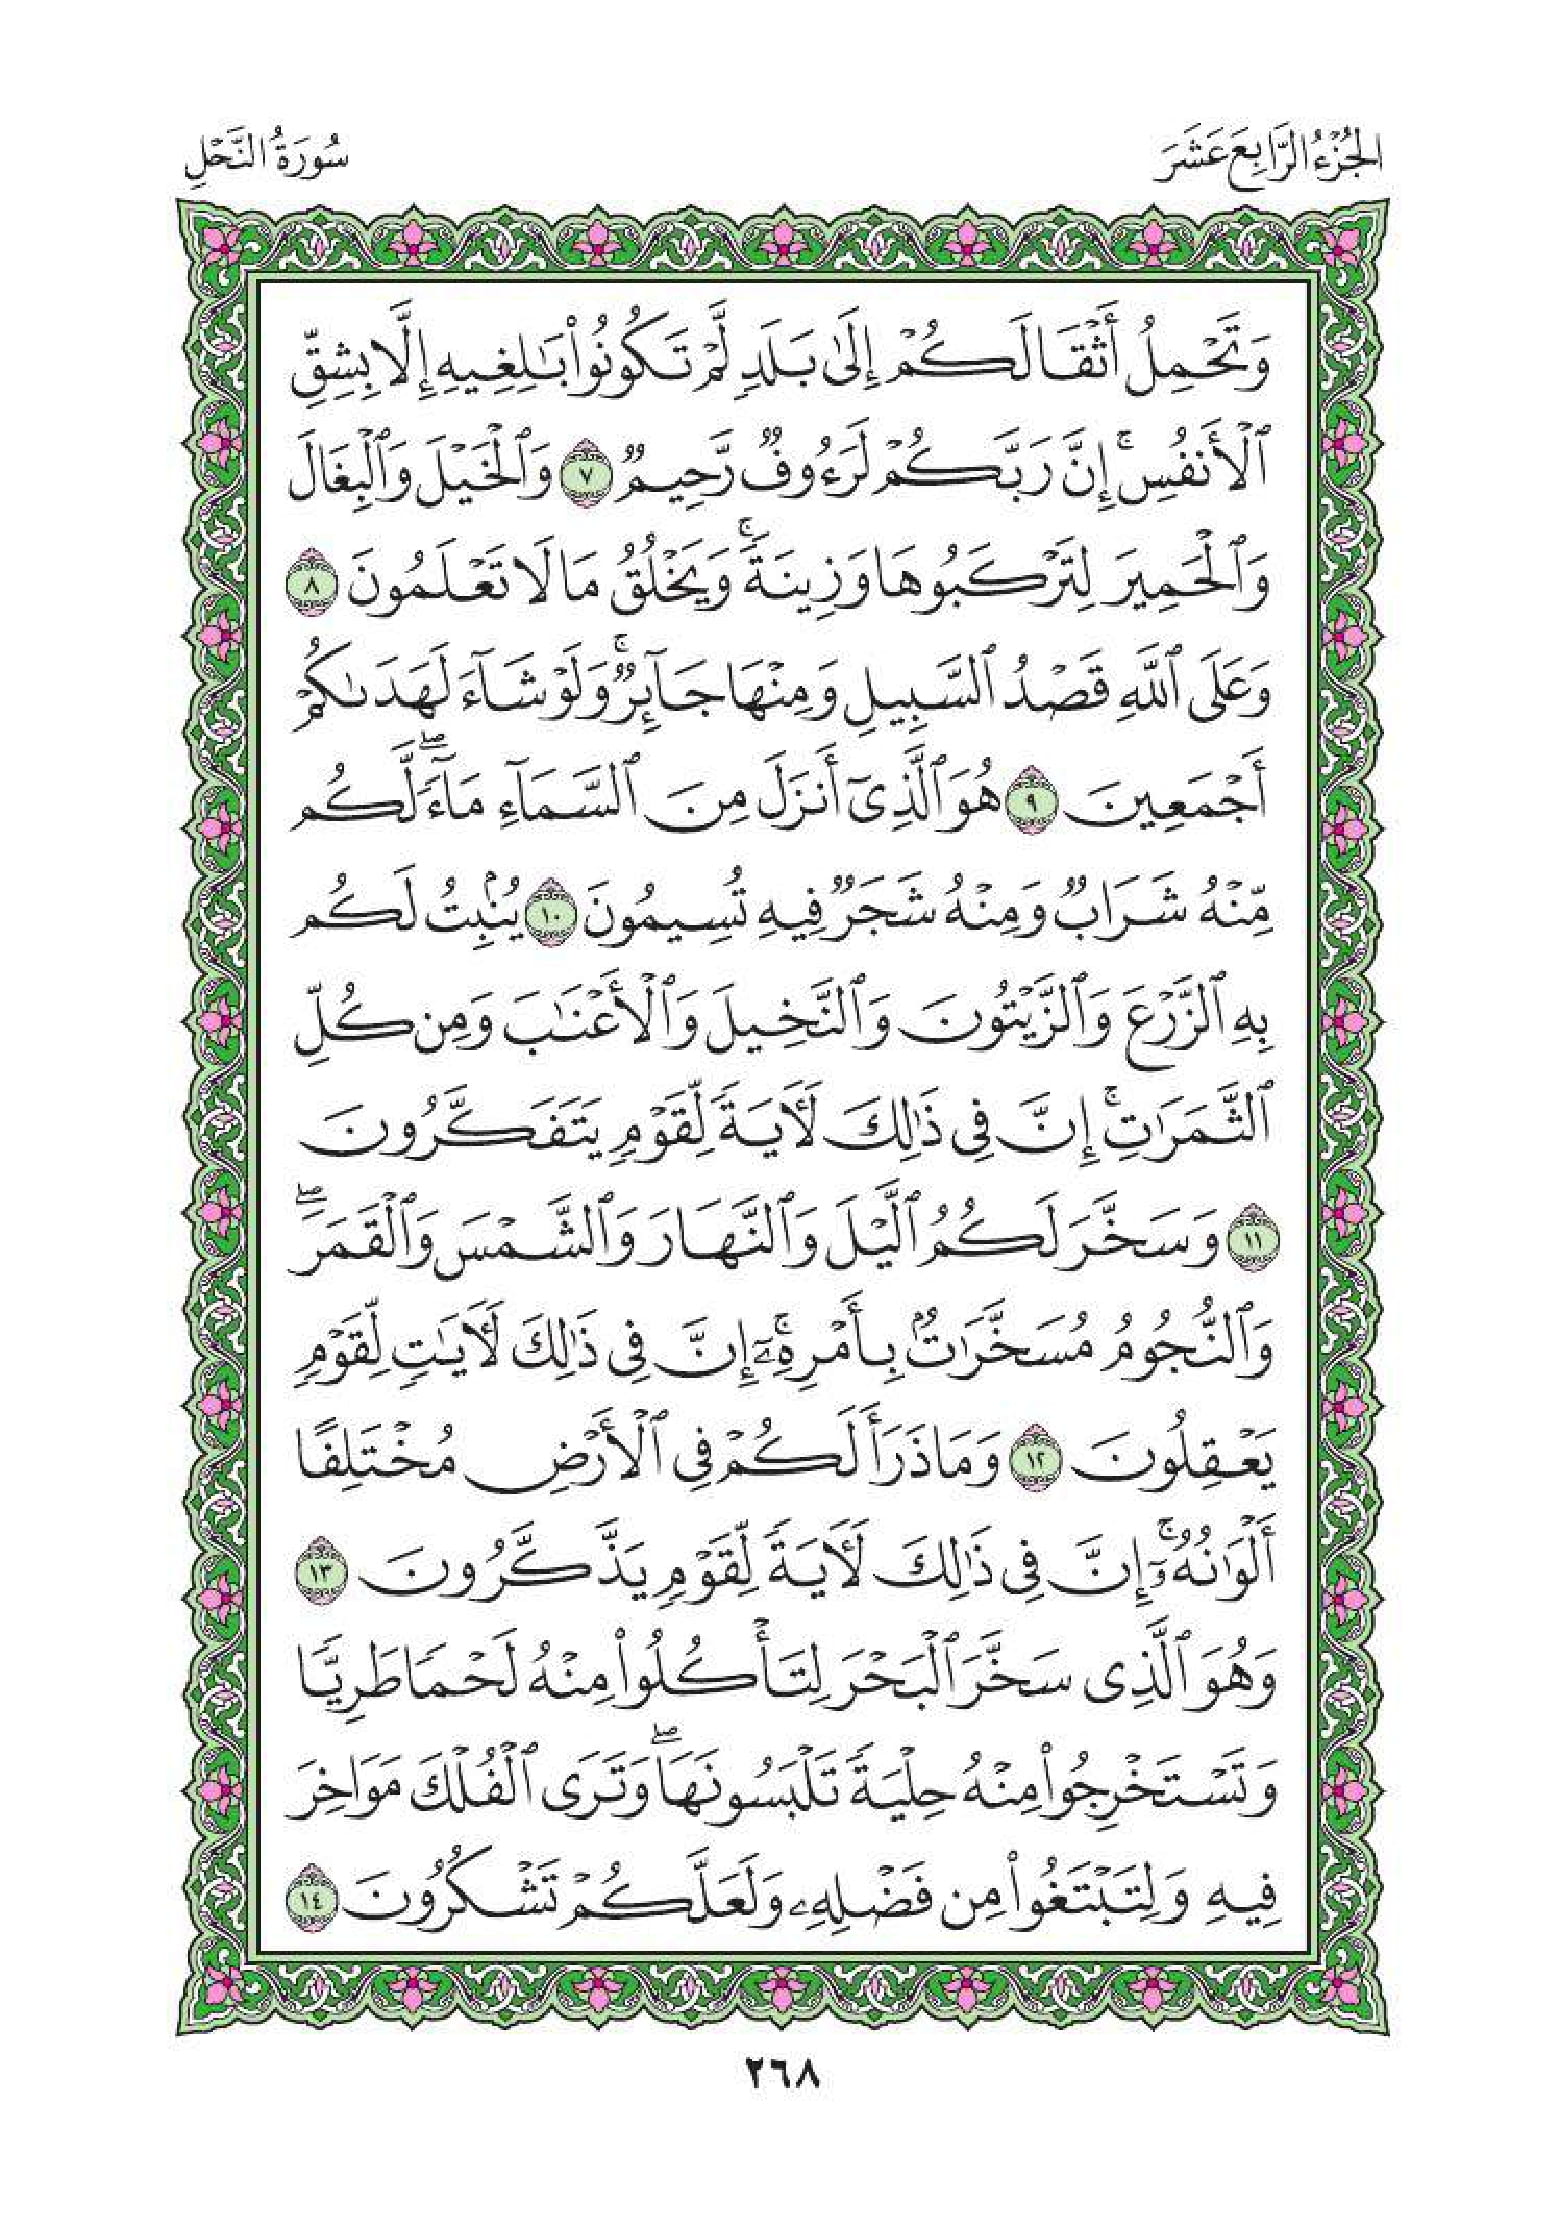 الجُزْءُ الرَّابِعَ عَشَرَ
سُورَةُ النَّحْلِ
وَتَحْمِلُ أَثْقَالَكُمْ إِلَىٰ بَلَدٍ لَّمْ تَكُونُوا۟ بَـٰلِغِيهِ إِلَّا بِشِقِّ
ٱلْأَنفُسِ ۚ إِنَّ رَبَّكُمْ لَرَءُوفٌ رَّحِيمٌ ٧ وَٱلْخَيْلَ وَٱلْبِغَالَ
وَٱلْحَمِيرَ لِتَرْكَبُوهَا وَزِينَةً ۚ وَيَخْلُقُ مَا لَا تَعْلَمُونَ ٨
وَعَلَى ٱللَّهِ قَصْدُ ٱلسَّبِيلِ وَمِنْهَا جَآئِرٌ ۚ وَلَوْ شَآءَ لَهَدَىٰكُمْ
أَجْمَعِينَ ٩ هُوَ ٱلَّذِىٓ أَنزَلَ مِنَ ٱلسَّمَآءِ مَآءً ۖ لَّكُم
مِّنْهُ شَرَابٌ وَمِنْهُ شَجَرٌ فِيهِ تُسِيمُونَ ١٠ يُنۢبِتُ لَكُم
بِهِ ٱلزَّرْعَ وَٱلزَّيْتُونَ وَٱلنَّخِيلَ وَٱلْأَعْنَـٰبَ وَمِن كُلِّ
ٱلثَّمَرَٰتِ ۗ إِنَّ فِى ذَٰلِكَ لَـَٔايَةً لِّقَوْمٍ يَتَفَكَّرُونَ
١١ وَسَخَّرَ لَكُمُ ٱلَّيْلَ وَٱلنَّهَارَ وَٱلشَّمْسَ وَٱلْقَمَرَ ۖ
وَٱلنُّجُومُ مُسَخَّرَٰتٌۢ بِأَمْرِهِۦٓ ۚ إِنَّ فِى ذَٰلِكَ لَـَٔايَـٰتٍ لِّقَوْمٍ
يَعْقِلُونَ ١٢ وَمَا ذَرَأَ لَكُمْ فِى ٱلْأَرْضِ مُخْتَلِفًا
أَلْوَٰنُهُۥٓ ۚ إِنَّ فِى ذَٰلِكَ لَـَٔايَةً لِّقَوْمٍ يَذَّكَّرُونَ ١٣
وَهُوَ ٱلَّذِى سَخَّرَ ٱلْبَحْرَ لِتَأْكُلُوا۟ مِنْهُ لَحْمًا طَرِيًّا
وَتَسْتَخْرِجُوا۟ مِنْهُ حِلْيَةً تَلْبَسُونَهَا ۖ وَتَرَى ٱلْفُلْكَ مَوَاخِرَ
فِيهِ وَلِتَبْتَغُوا۟ مِن فَضْلِهِۦ وَلَعَلَّكُمْ تَشْكُرُونَ ١٤
٢٦٨